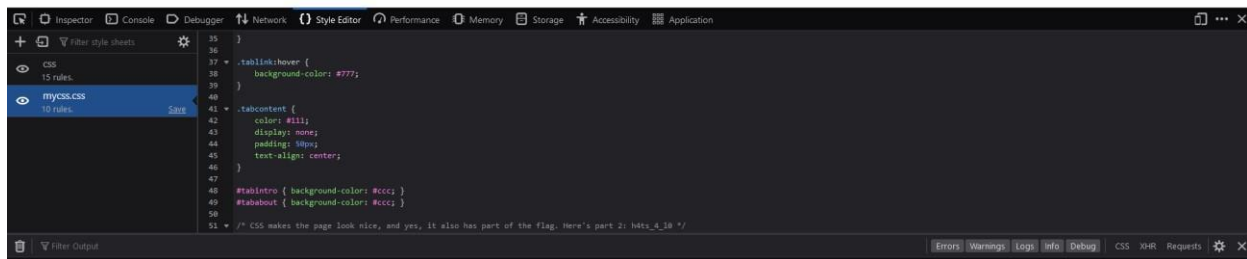 Inspector Console Debugger Network {} Style Editor Performance Memory Storage Accessibility Application
Filter style sheets
css
15 rules.
mycss.css
10 rules. Save
35 }
36
37 .tablink:hover {
38 background-color: #777;
39 }
40
41 .tabcontent {
42 color: #111;
43 display: none;
44 padding: 50px;
45 text-align: center;
46 }
47
48 #tabintro { background-color: #ccc; }
49 #tababout { background-color: #ccc; }
50
51 /* CSS makes the page look nice, and yes, it also has part of the flag. Here's part 2: h4ts_4_l0 */
Filter Output
Errors Warnings Logs Info Debug CSS XHR Requests